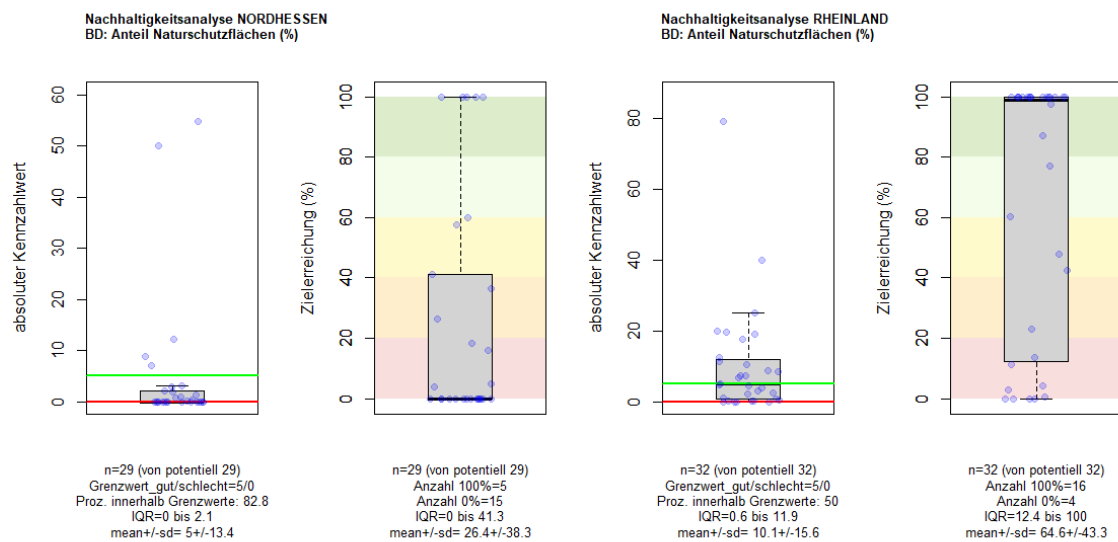 Nachhaltigkeitsanalyse NORDHESSEN
BD: Anteil Naturschutzflächen (%)
absoluter Kennzahlwert
60
50
40
30
20
10
0
n=29 (von potentiell 29)
Grenzwert_gut/schlecht=5/0
Proz. innerhalb Grenzwerte: 82.8
IQR=0 bis 2.1
mean+/-sd= 5+/-13.4
Zielerreichung (%)
100
80
60
40
20
0
n=29 (von potentiell 29)
Anzahl 100%=5
Anzahl 0%=15
IQR=0 bis 41.3
mean+/-sd= 26.4+/-38.3
Nachhaltigkeitsanalyse RHEINLAND
BD: Anteil Naturschutzflächen (%)
absoluter Kennzahlwert
80
60
40
20
0
n=32 (von potentiell 32)
Grenzwert_gut/schlecht=5/0
Proz. innerhalb Grenzwerte: 50
IQR=0.6 bis 11.9
mean+/-sd= 10.1+/-15.6
Zielerreichung (%)
100
80
60
40
20
0
n=32 (von potentiell 32)
Anzahl 100%=16
Anzahl 0%=4
IQR=12.4 bis 100
mean+/-sd= 64.6+/-43.3